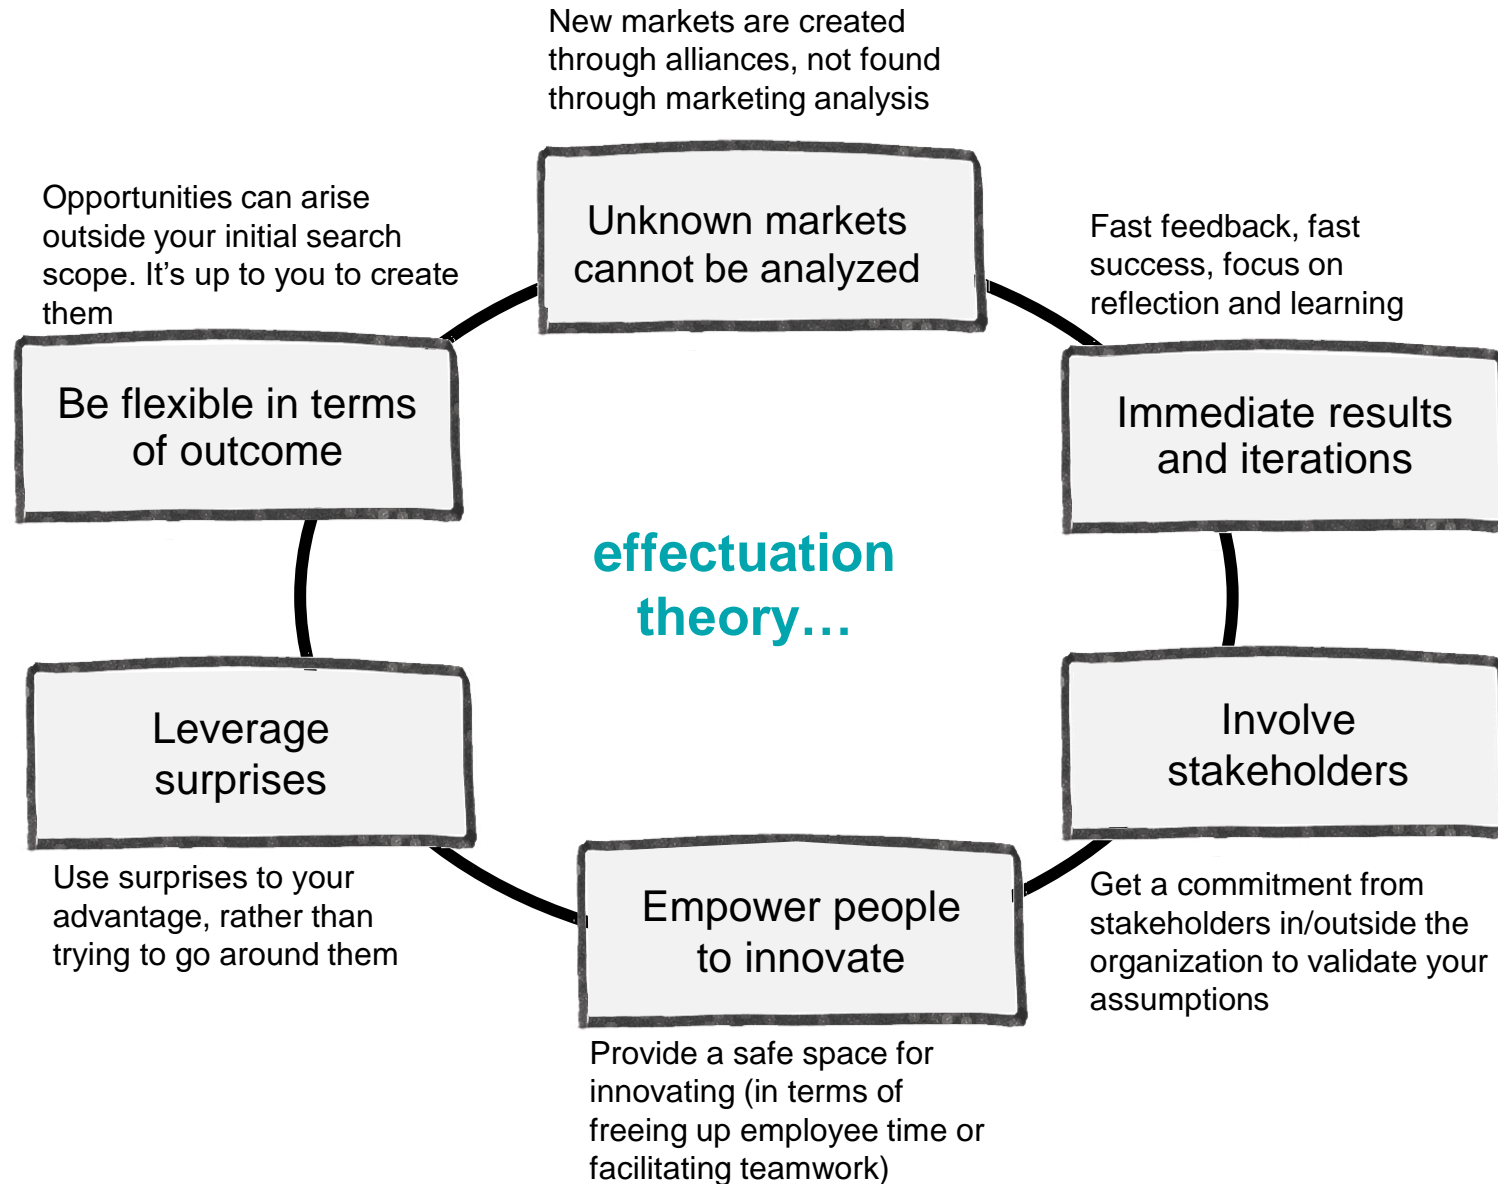 New markets are created
through alliances, not found
through marketing analysis
Unknown markets
cannot be analyzed
Opportunities can arise
outside your initial search
scope. It’s up to you to create
them
Be flexible in terms
of outcome
Fast feedback, fast
success, focus on
reflection and learning
Immediate results
and iterations
effectuation
theory…
Leverage
surprises
Use surprises to your
advantage, rather than
trying to go around them
Involve
stakeholders
Get a commitment from
stakeholders in/outside the
organization to validate your
assumptions
Empower people
to innovate
Provide a safe space for
innovating (in terms of
freeing up employee time or
facilitating teamwork)